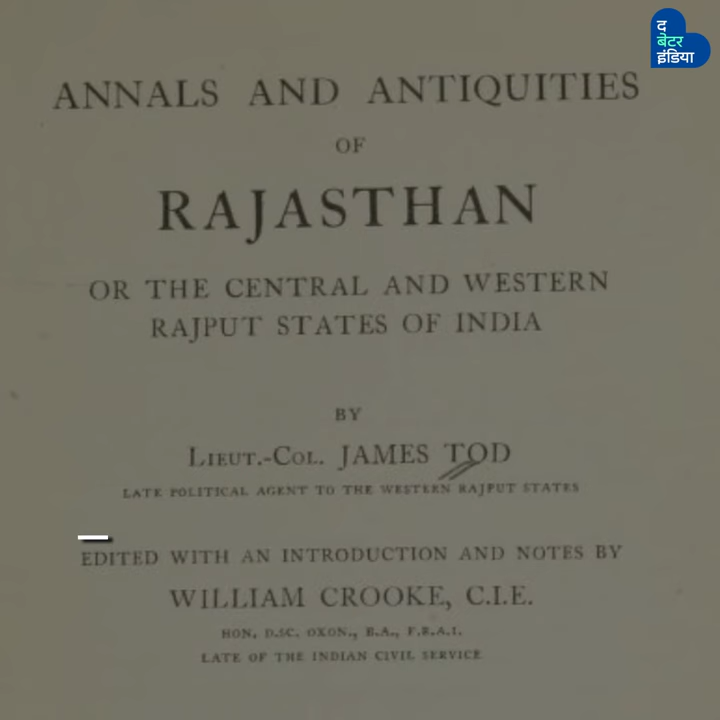 द
बेटर
इंडिया
ANNALS AND ANTIQUITIES
OF
RAJASTHAN
OR THE CENTRAL AND WESTERN
RAJPUT STATES OF INDIA
BY
LIEUT.-COL. JAMES TOD
LATE POLITICAL AGENT TO THE WESTERN RAJPUT STATES
EDITED WITH AN INTRODUCTION AND NOTES BY
WILLIAM CROOKE, C.I.E.
HON. D.SC. OXON., B.A., F.R.A.I.
LATE OF THE INDIAN CIVIL SERVICE